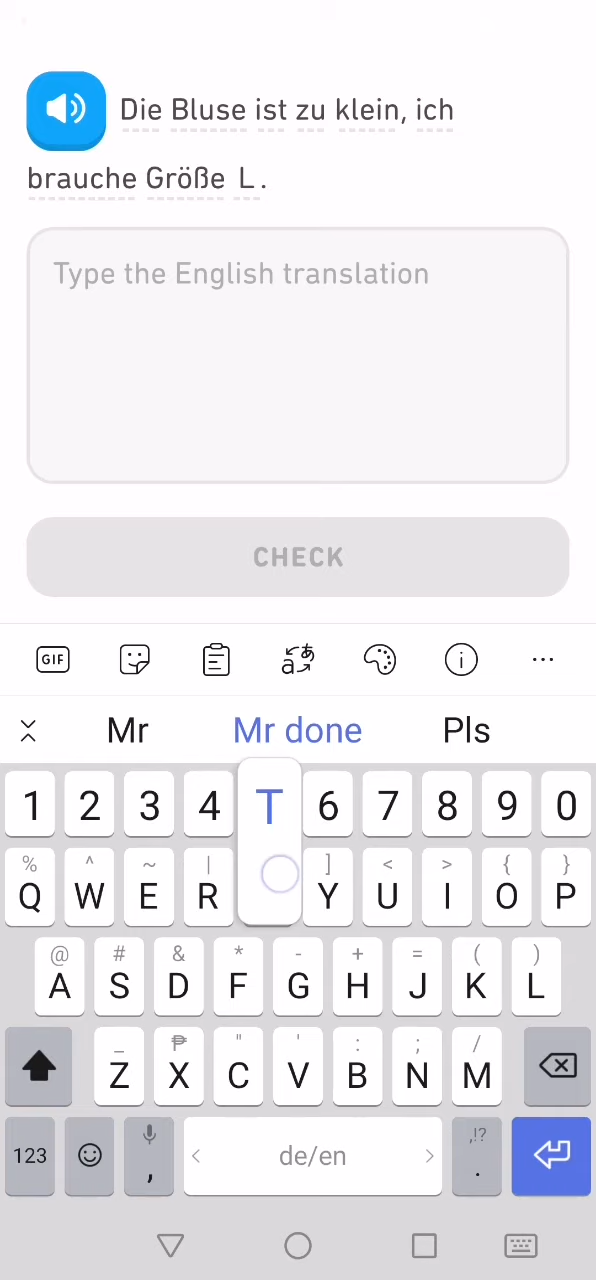 Die Bluse ist zu klein, ich
brauche Größe L.
Type the English translation
CHECK
GIF
Mr Mr done Pls
1 2 3 4 T 6 7 8 9 0
% ^ ~ | ] < > { }
Q W E R Y U I O P
@ # & * - + = ( )
A S D F G H J K L
_ ₱ " ' : ; /
Z X C V B N M
123 , < de/en > ,!? .